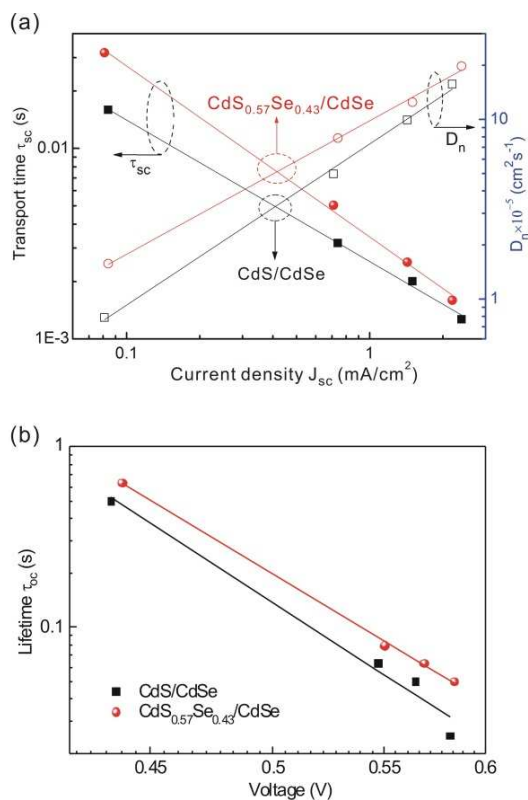 (a)
CdS0.57Se0.43/CdSe
τsc
Dn
CdS/CdSe
Transport time τsc (s)
0.01
1E-3
10
1
Dn×10-5 (cm2s-1)
0.1
1
Current density Jsc (mA/cm2)
(b)
1
0.1
Lifetime τoc (s)
CdS/CdSe
CdS0.57Se0.43/CdSe
0.45
0.5
0.55
0.6
Voltage (V)